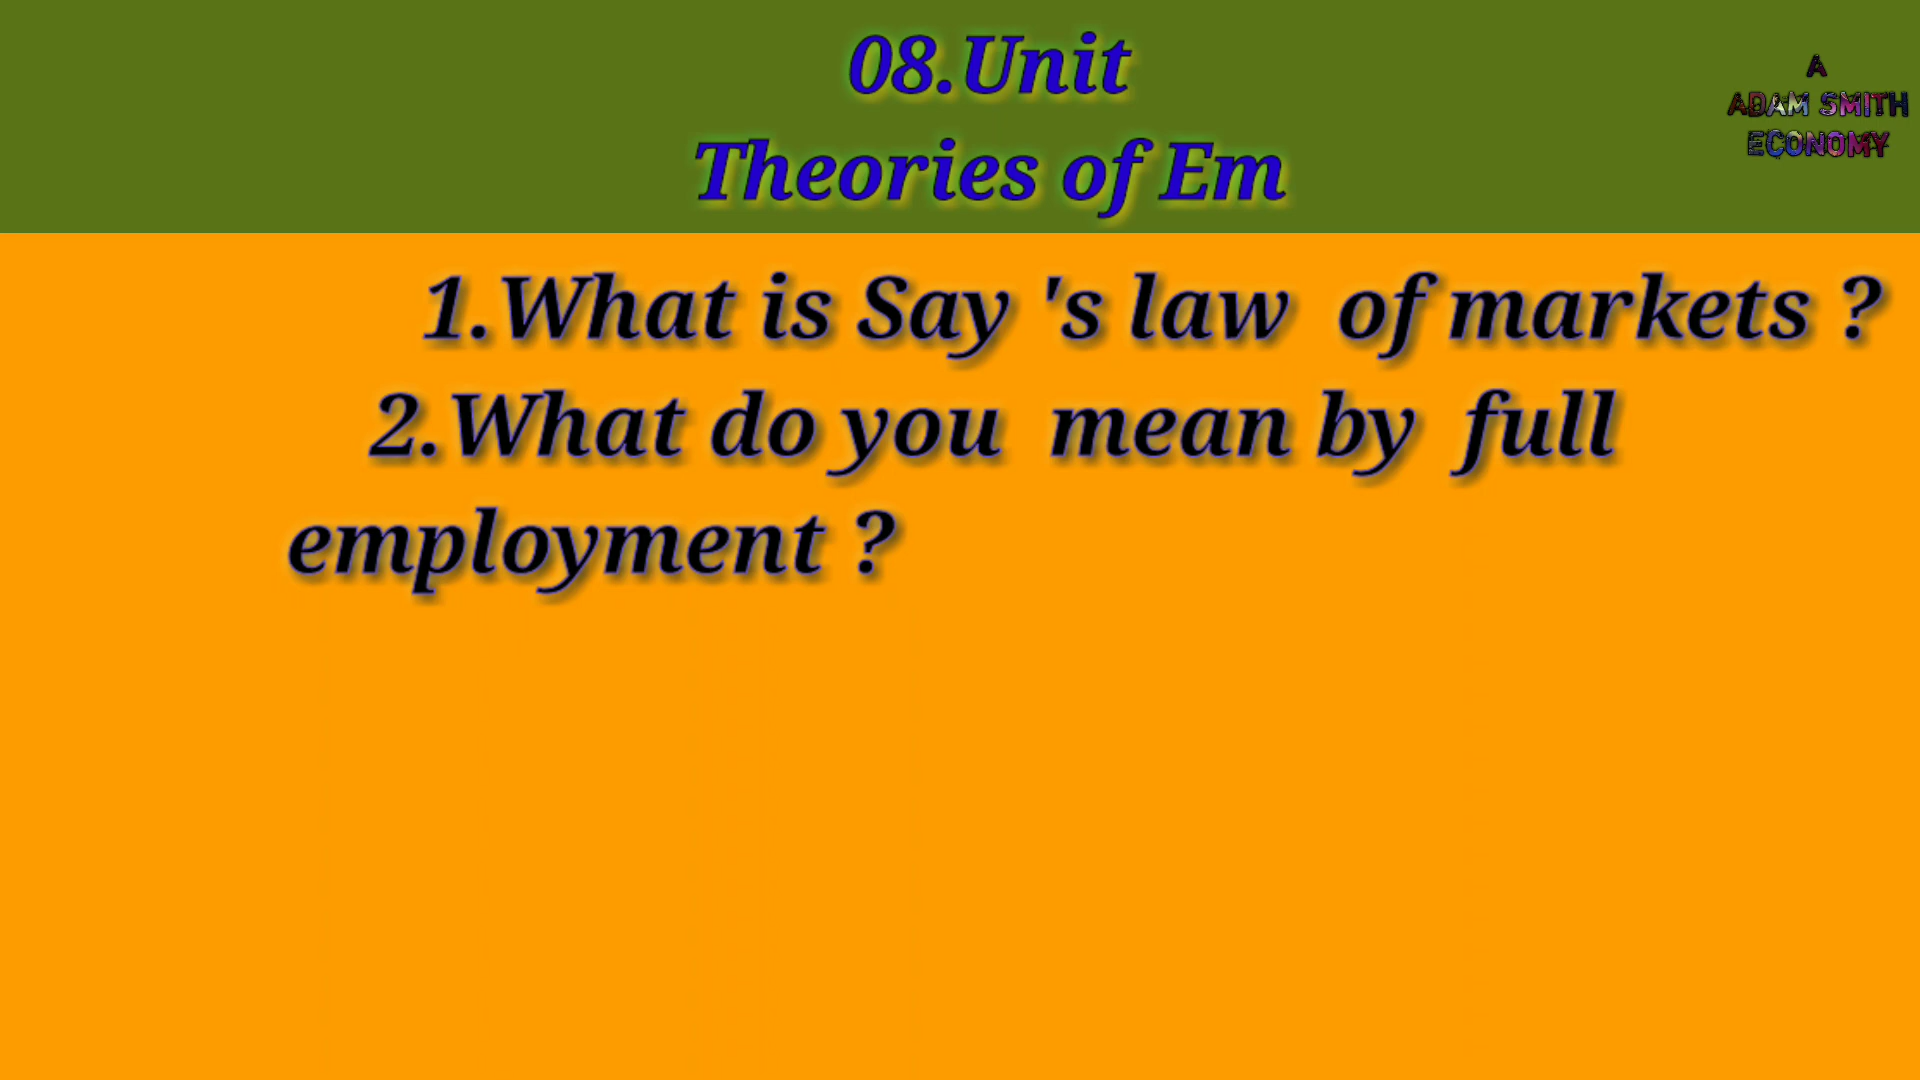 08.Unit
Theories of Em
A
ADAM SMITH
ECONOMY
1.What is Say 's law of markets ?
2.What do you mean by full
employment ?